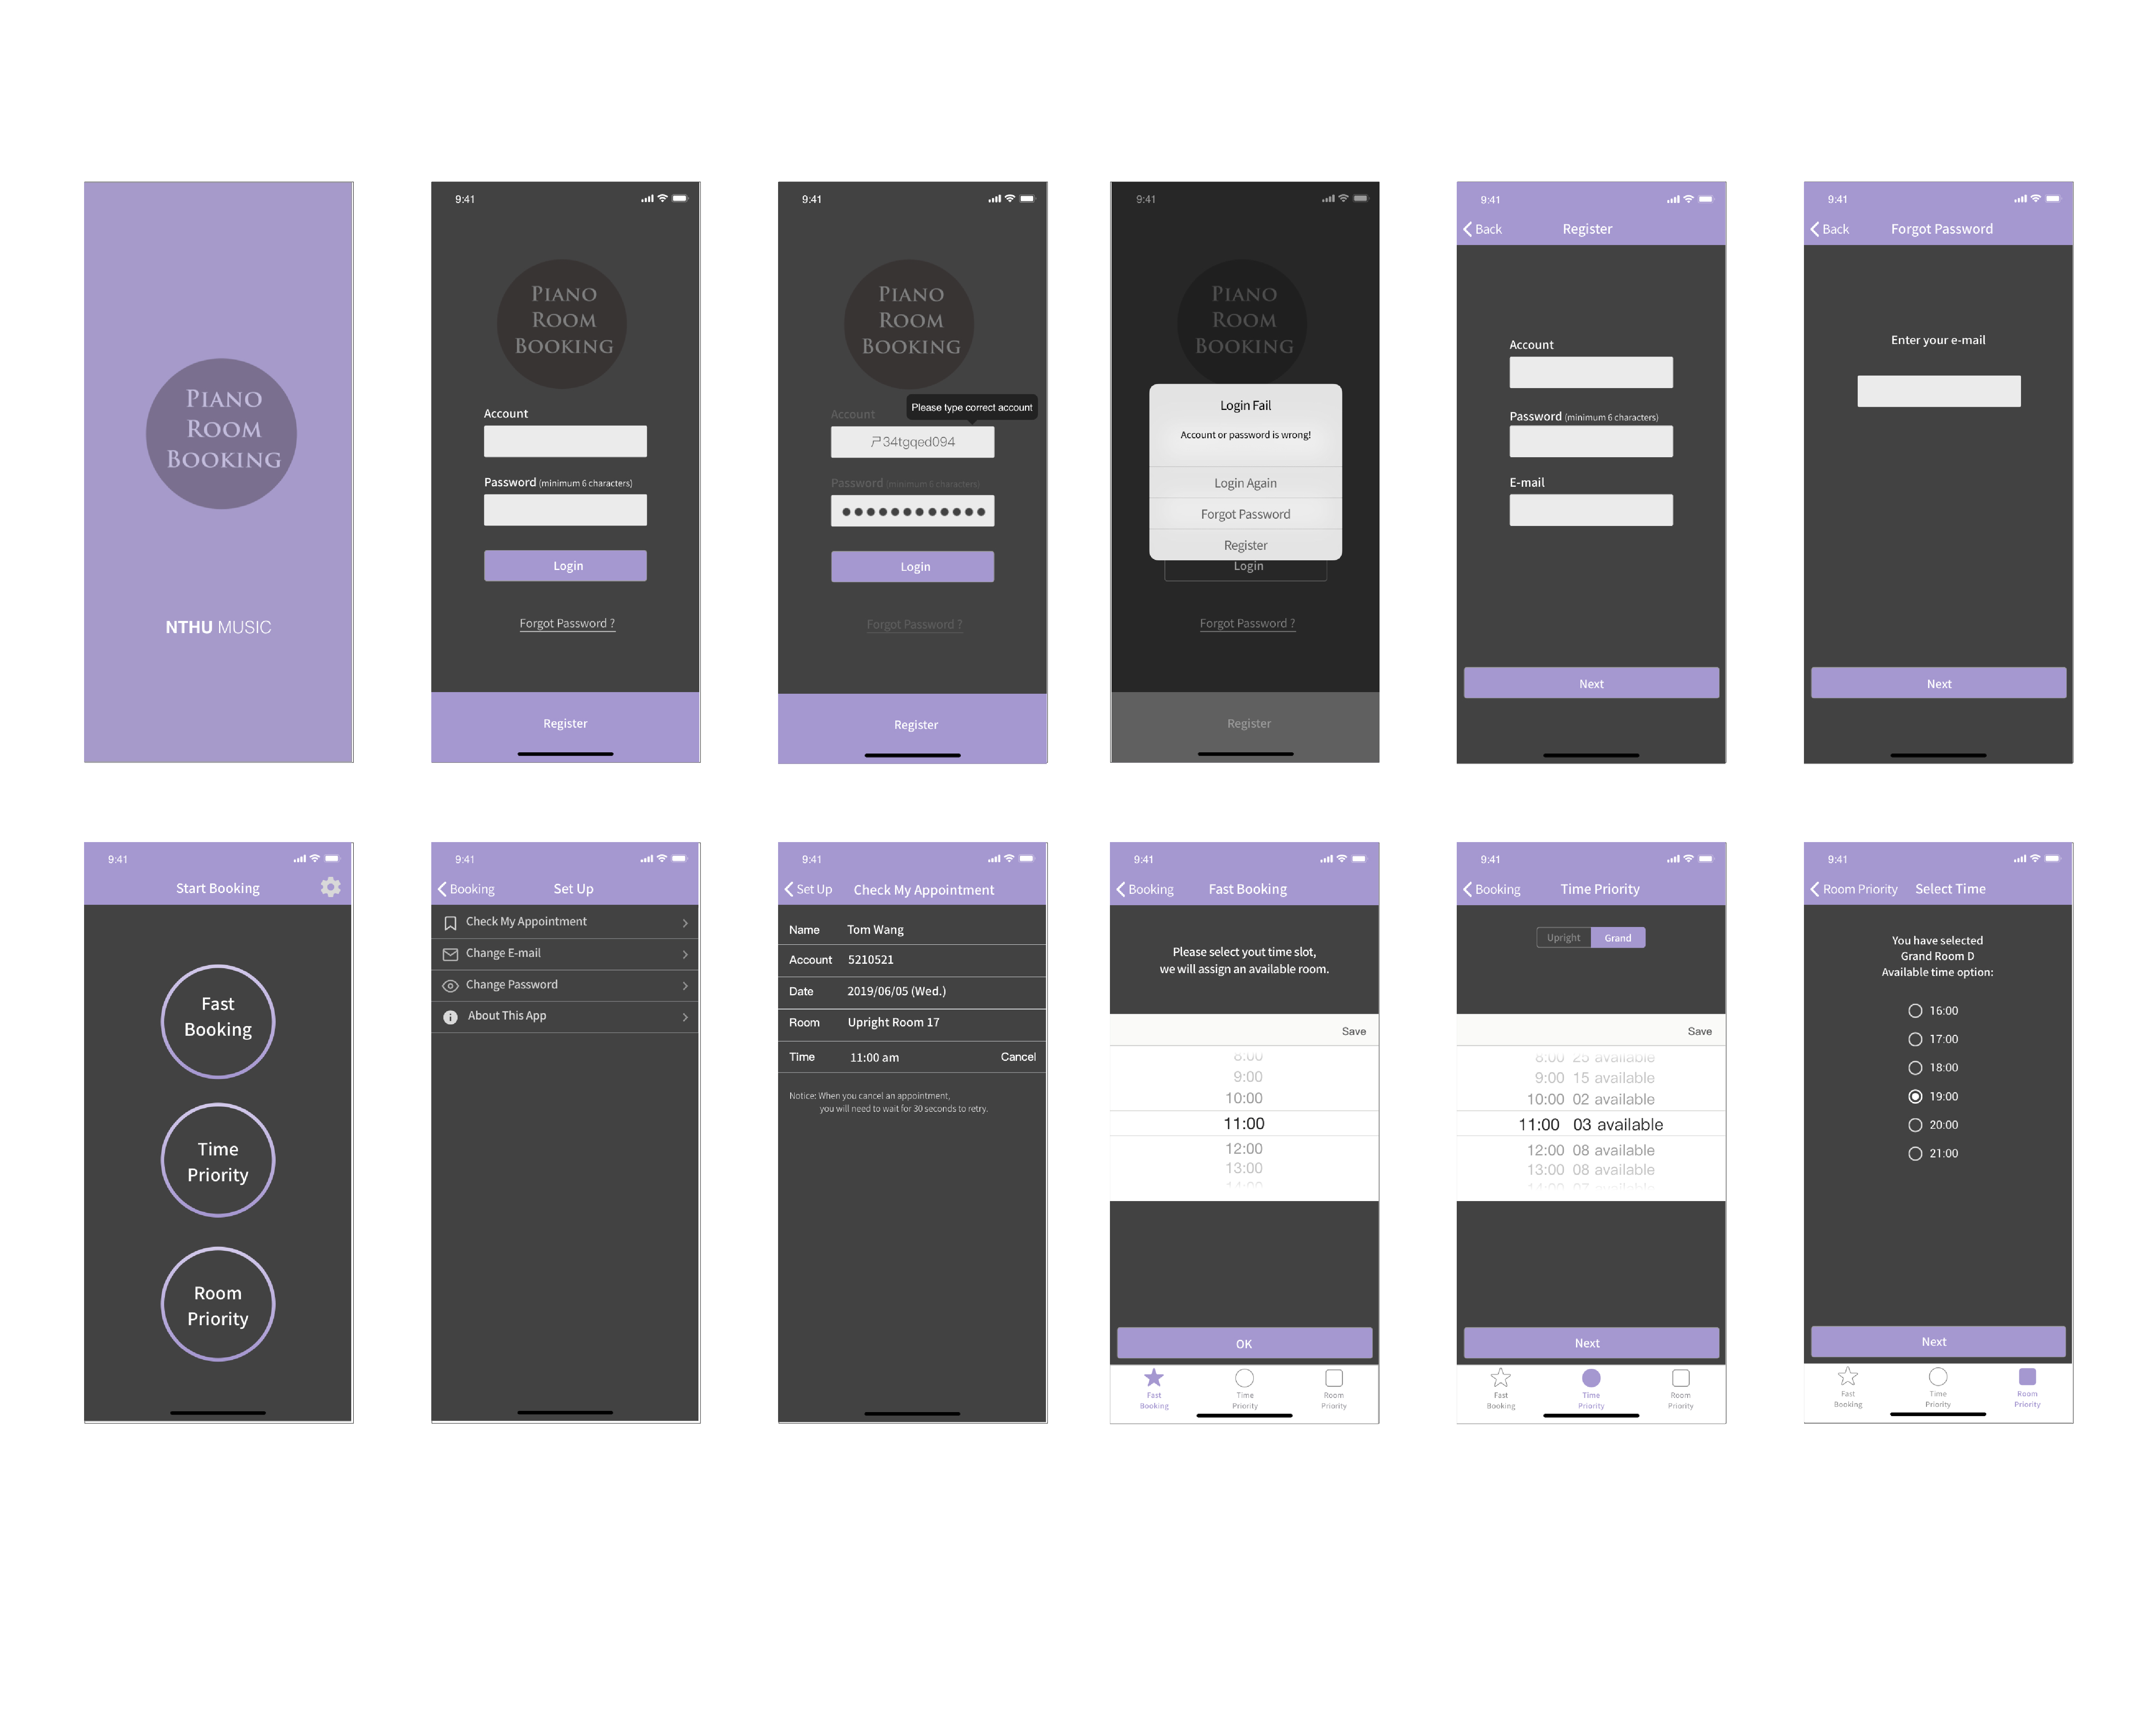 PIANO
ROOM
BOOKING
NTHU MUSIC
9:41
PIANO
ROOM
BOOKING
Account
Password (minimum 6 characters)
Login
Forgot Password ?
Register
9:41
PIANO
ROOM
BOOKING
Account
Please type correct account
ㄕ34tgqed094
Password (minimum 6 characters)
Login
Forgot Password ?
Register
9:41
PIANO
ROOM
BOOKING
Login Fail
Account or password is wrong!
Login Again
Forgot Password
Register
Login
Forgot Password ?
Register
9:41
Back Register
Account
Password (minimum 6 characters)
E-mail
Next
9:41
Back Forgot Password
Enter your e-mail
Next
9:41
Start Booking
Fast
Booking
Time
Priority
Room
Priority
9:41
Booking Set Up
Check My Appointment
Change E-mail
Change Password
About This App
9:41
Set Up Check My Appointment
Name Tom Wang
Account 5210521
Date 2019/06/05 (Wed.)
Room Upright Room 17
Time 11:00 am Cancel
Notice: When you cancel an appointment,
you will need to wait for 30 seconds to retry.
9:41
Booking Fast Booking
Please select yout time slot,
we will assign an available room.
Save
8:00
9:00
10:00
11:00
12:00
13:00
14:00
OK
Fast
Booking
Time
Priority
Room
Priority
9:41
Booking Time Priority
Upright Grand
Save
8:00 25 available
9:00 15 available
10:00 02 available
11:00 03 available
12:00 08 available
13:00 08 available
14:00 07 available
Next
Fast
Booking
Time
Priority
Room
Priority
9:41
Room Priority Select Time
You have selected
Grand Room D
Available time option:
16:00
17:00
18:00
19:00
20:00
21:00
Next
Fast
Booking
Time
Priority
Room
Priority